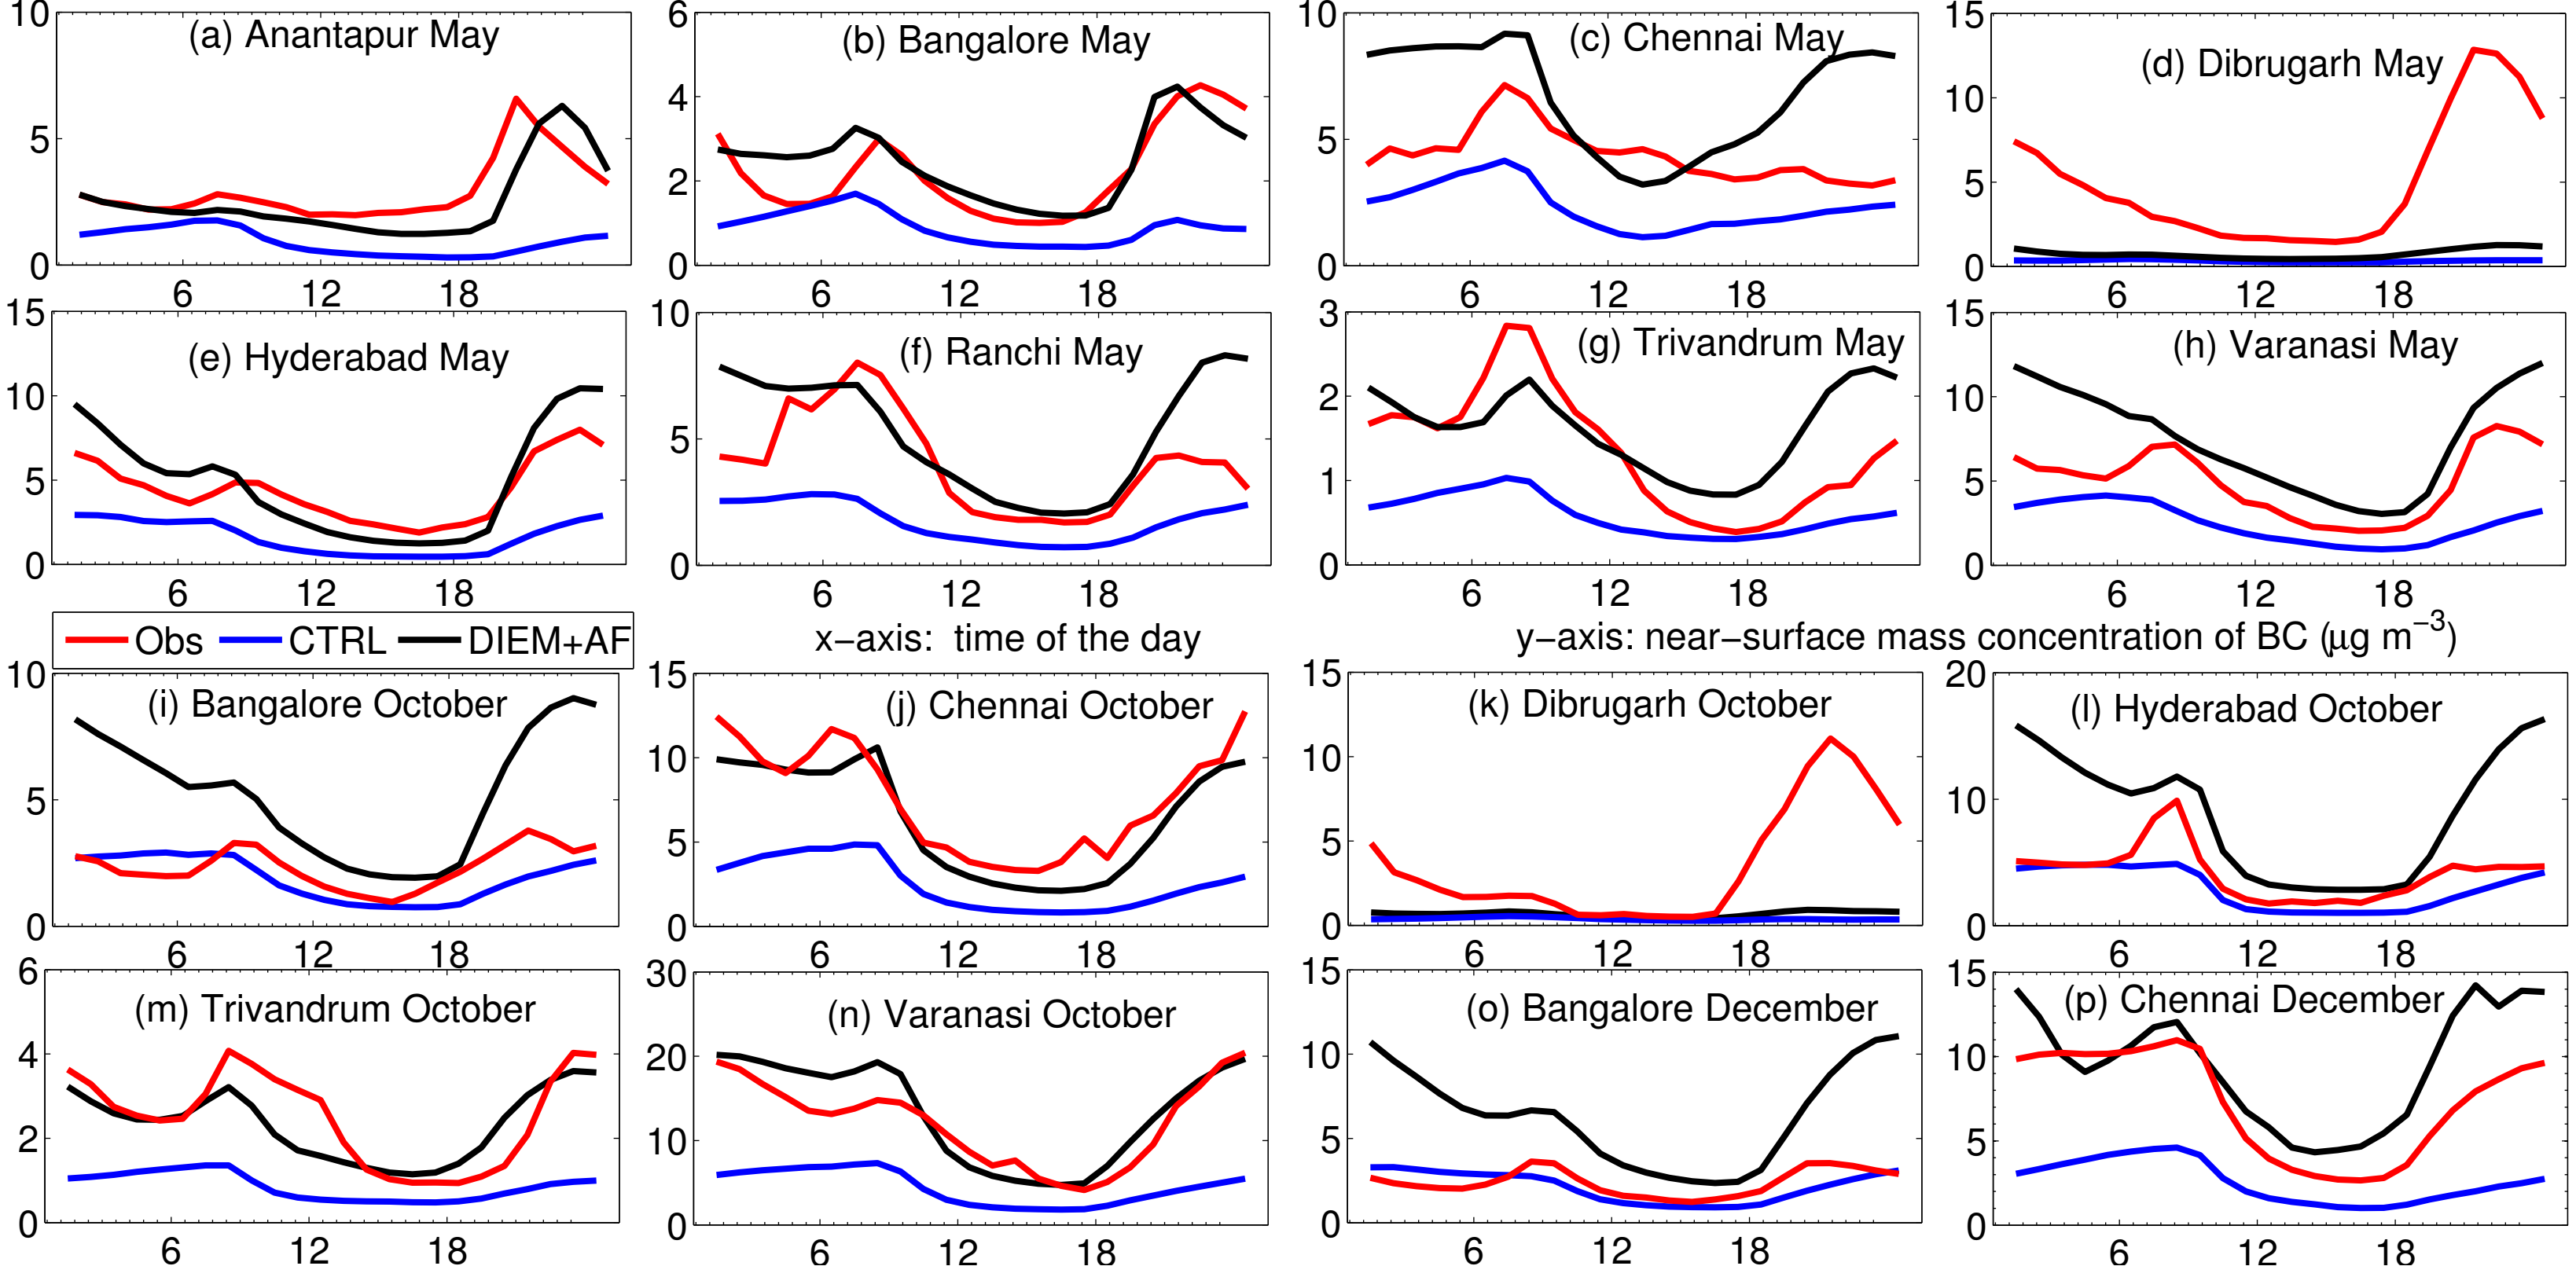 (a) Anantapur May
10
5
0
6 12 18
(b) Bangalore May
6
4
2
0
6 12 18
(c) Chennai May
10
5
0
6 12 18
(d) Dibrugarh May
15
10
5
0
6 12 18
(e) Hyderabad May
15
10
5
0
6 12 18
(f) Ranchi May
10
5
0
6 12 18
(g) Trivandrum May
3
2
1
0
6 12 18
(h) Varanasi May
15
10
5
0
6 12 18
Obs CTRL DIEM+AF
x−axis: time of the day
y−axis: near−surface mass concentration of BC (μg m⁻³)
(i) Bangalore October
10
5
0
6 12 18
(j) Chennai October
15
10
5
0
6 12 18
(k) Dibrugarh October
15
10
5
0
6 12 18
(l) Hyderabad October
20
10
0
6 12 18
(m) Trivandrum October
6
4
2
0
6 12 18
(n) Varanasi October
30
20
10
0
6 12 18
(o) Bangalore December
15
10
5
0
6 12 18
(p) Chennai December
15
10
5
0
6 12 18